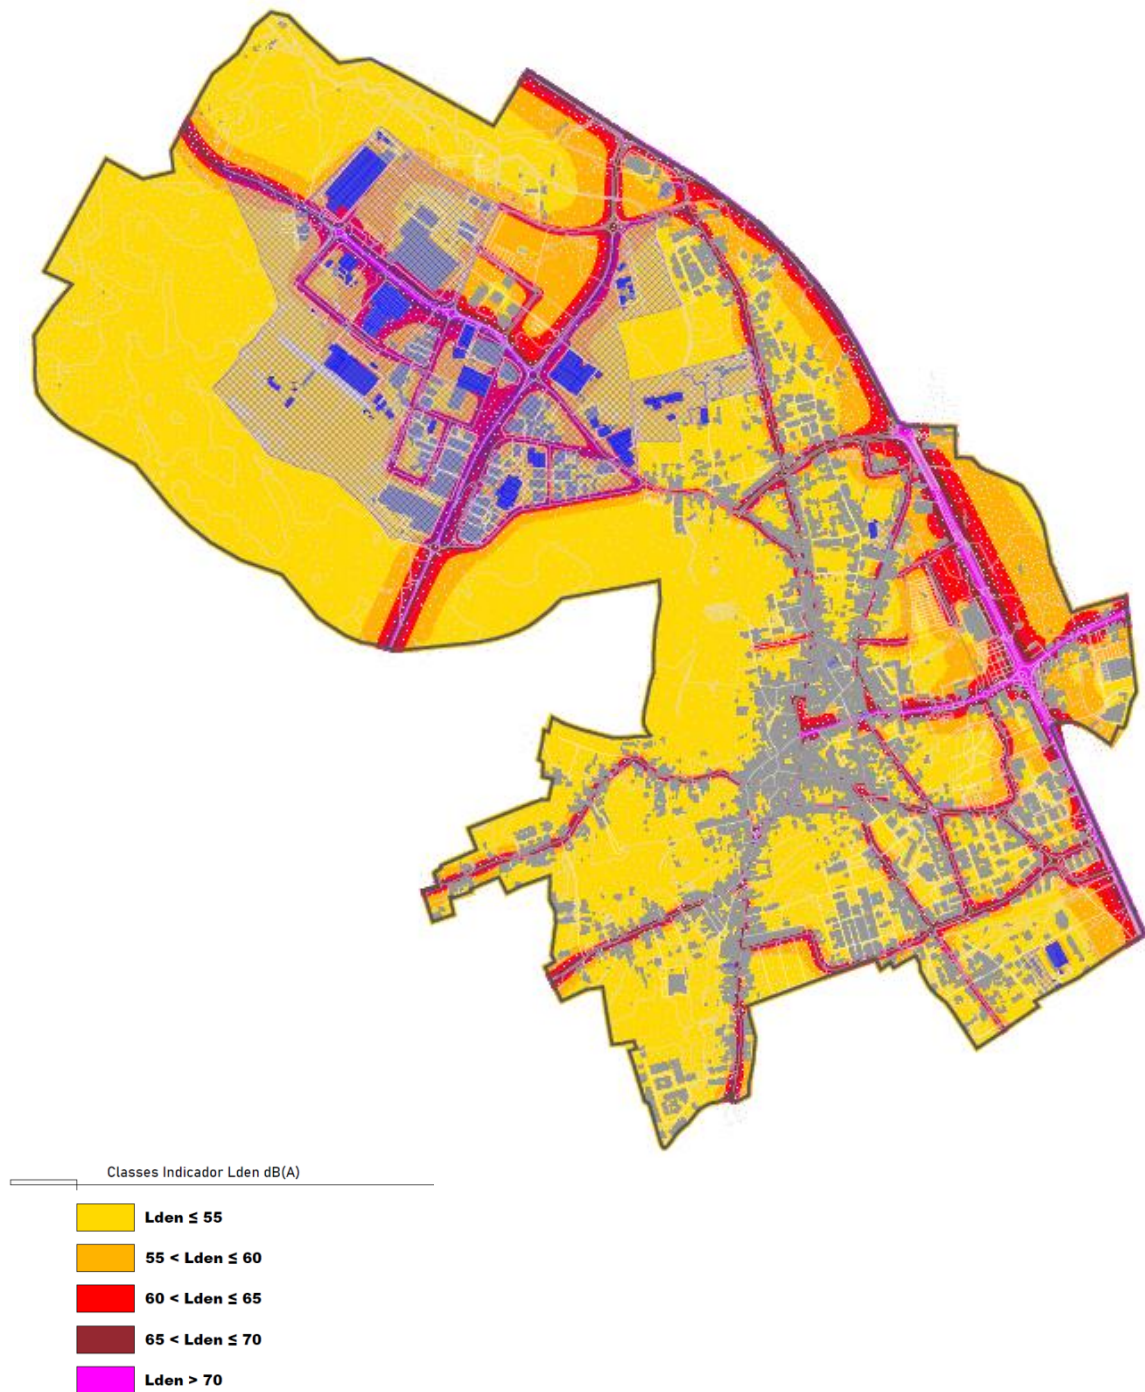 Classes Indicador Lden dB(A)
Lden ≤ 55
55 < Lden ≤ 60
60 < Lden ≤ 65
65 < Lden ≤ 70
Lden > 70